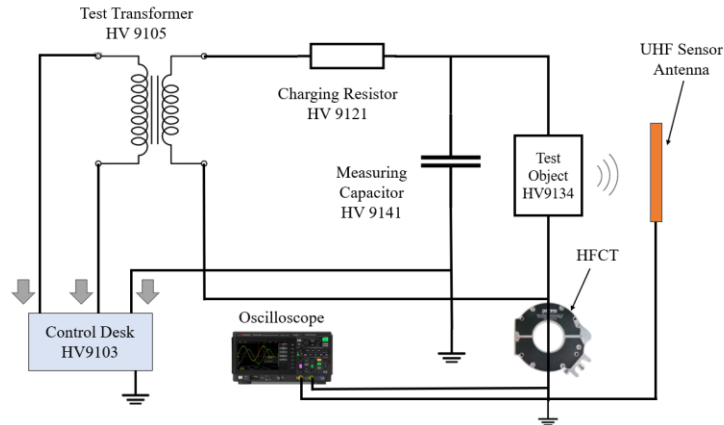 Test Transformer
HV 9105
UHF Sensor
Antenna
Charging Resistor
HV 9121
Measuring
Capacitor
HV 9141
Test
Object
HV9134
HFCT
Oscilloscope
Control Desk
HV9103